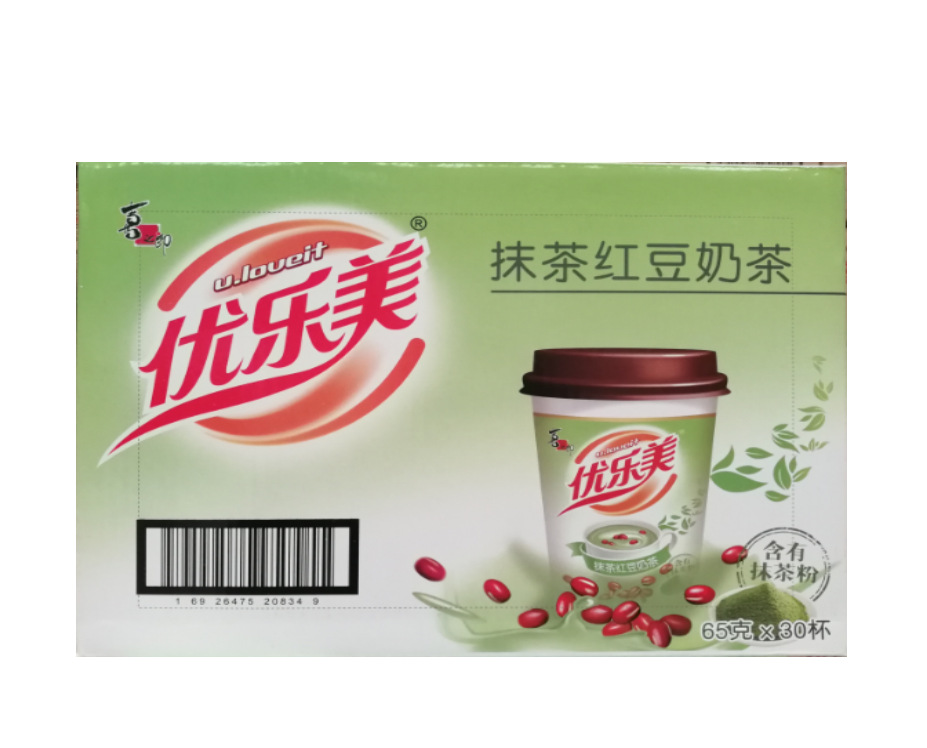 喜之郎
®
u.loveit
优乐美
抹茶红豆奶茶
喜之郎
u.loveit
优乐美
抹茶红豆奶茶
含有
抹茶粉
65克 x 30杯
1 69 26475 20834 9